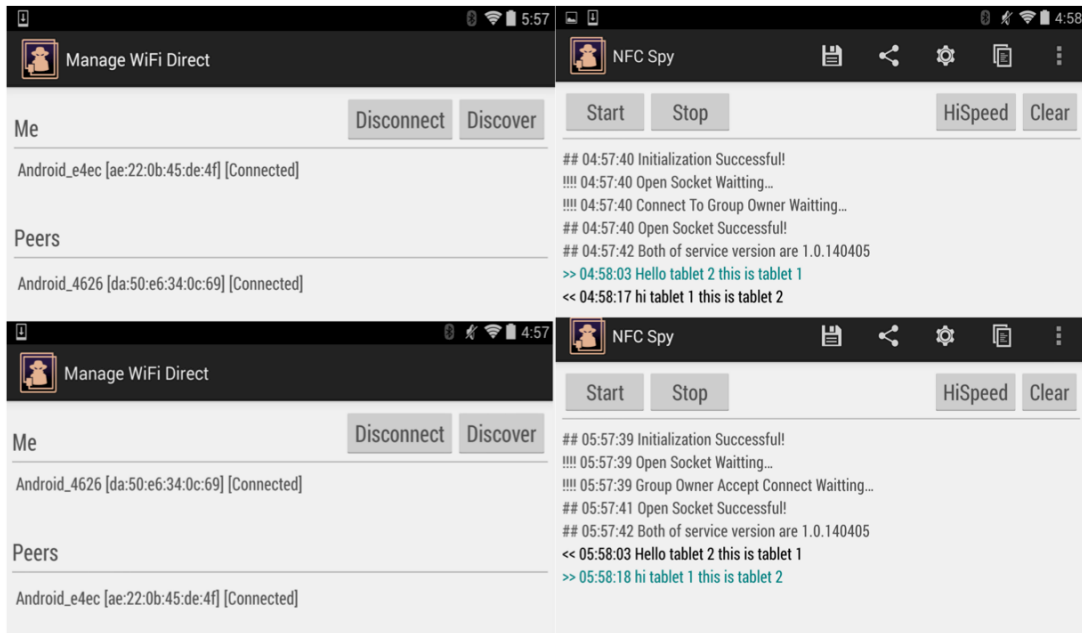 5:57
Manage WiFi Direct
Me
Disconnect
Discover
Android_e4ec [ae:22:0b:45:de:4f] [Connected]
Peers
Android_4626 [da:50:e6:34:0c:69] [Connected]
4:57
Manage WiFi Direct
Me
Disconnect
Discover
Android_4626 [da:50:e6:34:0c:69] [Connected]
Peers
Android_e4ec [ae:22:0b:45:de:4f] [Connected]
4:58
NFC Spy
Start
Stop
HiSpeed
Clear
## 04:57:40 Initialization Successful!
!!!! 04:57:40 Open Socket Waitting...
!!!! 04:57:40 Connect To Group Owner Waitting...
## 04:57:40 Open Socket Successful!
## 04:57:42 Both of service version are 1.0.140405
>> 04:58:03 Hello tablet 2 this is tablet 1
<< 04:58:17 hi tablet 1 this is tablet 2
NFC Spy
Start
Stop
HiSpeed
Clear
## 05:57:39 Initialization Successful!
!!!! 05:57:39 Open Socket Waitting...
!!!! 05:57:39 Group Owner Accept Connect Waitting...
## 05:57:41 Open Socket Successful!
## 05:57:42 Both of service version are 1.0.140405
<< 05:58:03 Hello tablet 2 this is tablet 1
>> 05:58:18 hi tablet 1 this is tablet 2